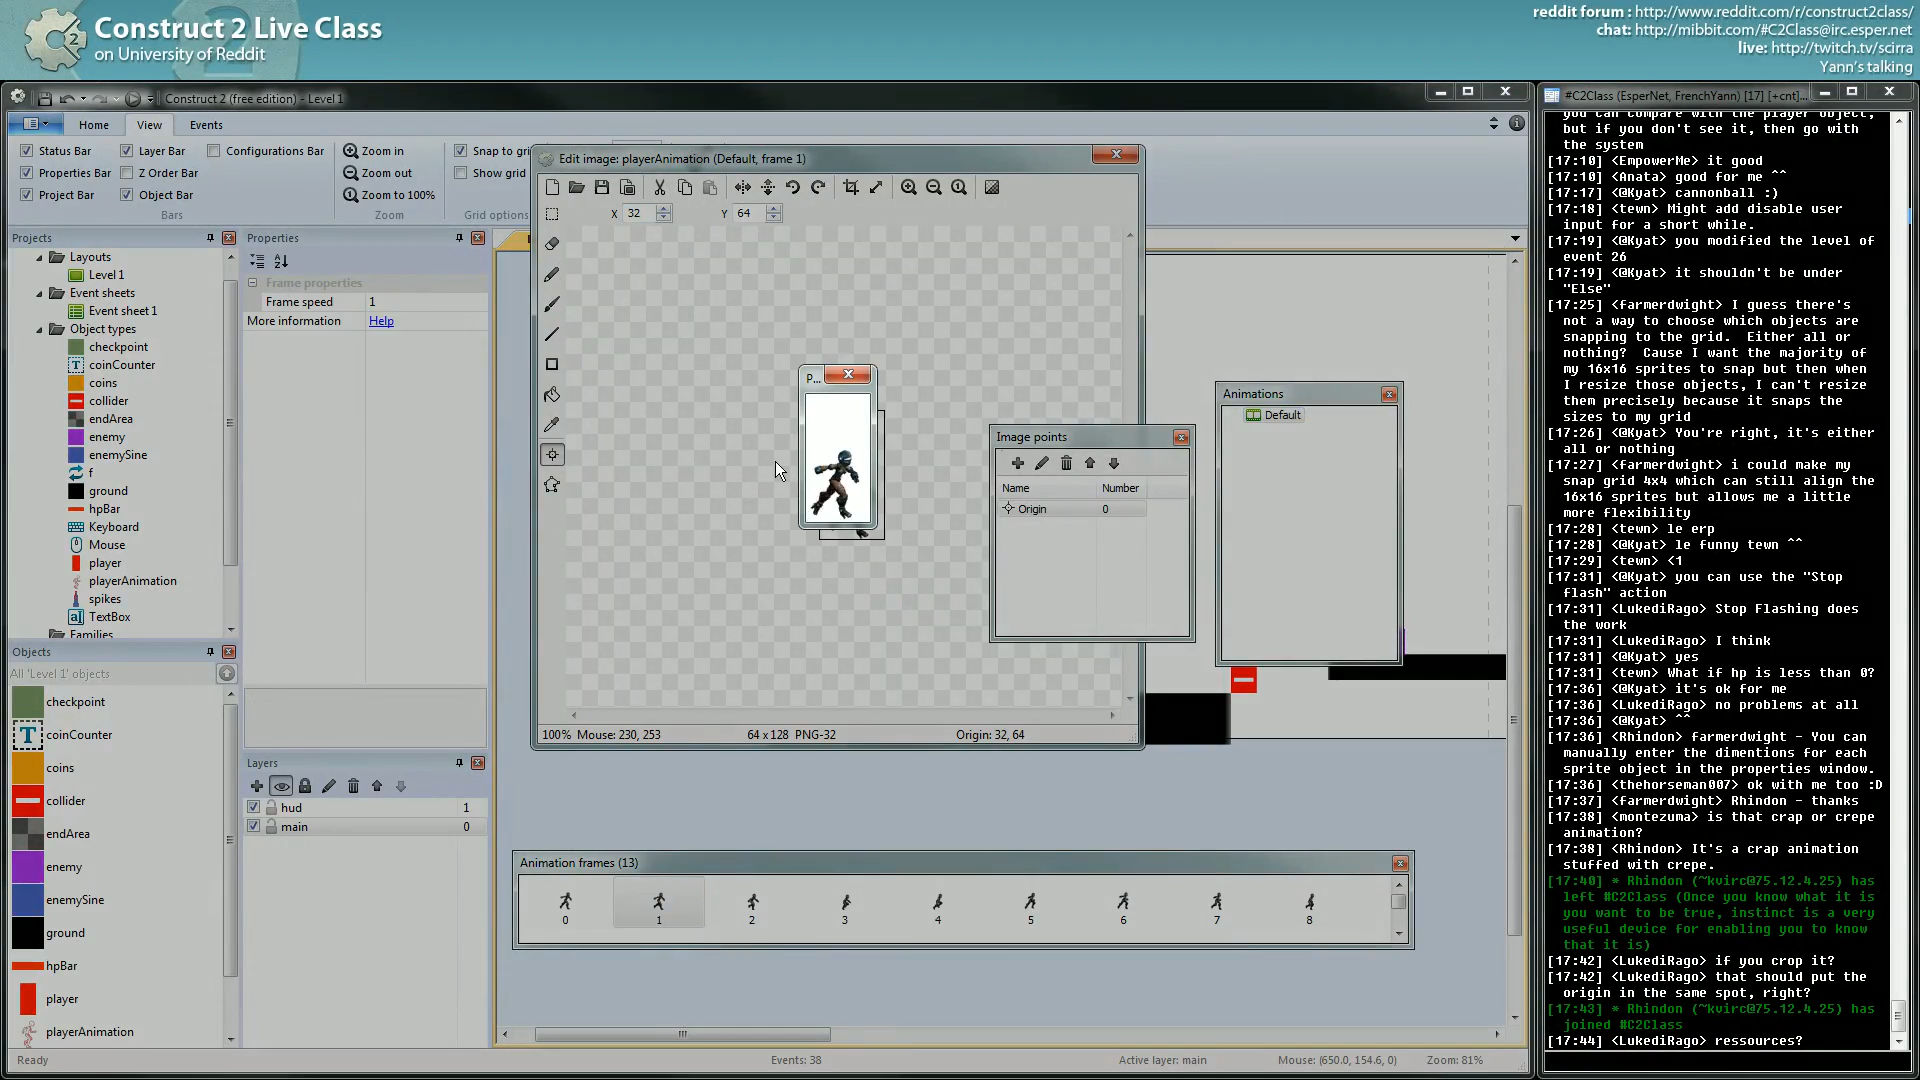 Construct 2 Live Class
on University of Reddit
reddit forum : http://www.reddit.com/r/construct2class/
chat: http://mibbit.com/#C2Class@irc.esper.net
live: http://twitch.tv/scirra
Yann's talking
Construct 2 (free edition) - Level 1
Home View Events
Status Bar Layer Bar Configurations Bar
Properties Bar Z Order Bar
Project Bar Object Bar
Bars
Zoom in
Zoom out
Zoom to 100%
Zoom
Snap to gri
Show grid
Grid options
Projects
Layouts
Level 1
Event sheets
Event sheet 1
Object types
checkpoint
T coinCounter
coins
collider
endArea
enemy
enemySine
f
ground
hpBar
Keyboard
Mouse
player
playerAnimation
spikes
aI TextBox
Families
Properties
Frame properties
Frame speed 1
More information Help
Objects
All 'Level 1' objects
checkpoint
T coinCounter
coins
collider
endArea
enemy
enemySine
ground
hpBar
player
playerAnimation
Layers
hud 1
main 0
Edit image: playerAnimation (Default, frame 1)
X 32 Y 64
P...
100% Mouse: 230, 253 64 x 128 PNG-32 Origin: 32, 64
Image points
Name Number
Origin 0
Animations
Default
Animation frames (13)
0 1 2 3 4 5 6 7 8
Ready Events: 38 Active layer: main Mouse: (650.0, 154.6, 0) Zoom: 81%
#C2Class (EsperNet, FrenchYann) [17] [+cnt]...
you can compare with the player object,
but if you don't see it, then go with
the system
[17:10] <EmpowerMe> it good
[17:10] <Anata> good for me ^^
[17:17] <@Kyat> cannonball :)
[17:18] <tewn> Might add disable user
input for a short while.
[17:19] <@Kyat> you modified the level of
event 26
[17:19] <@Kyat> it shouldn't be under
"Else"
[17:25] <farmerdwight> I guess there's
not a way to choose which objects are
snapping to the grid.  Either all or
nothing?  Cause I want the majority of
my 16x16 sprites to snap but then when
I resize those objects, I can't resize
them precisely because it snaps the
sizes to my grid
[17:26] <@Kyat> You're right, it's either
all or nothing
[17:27] <farmerdwight> i could make my
snap grid 4x4 which can still align the
16x16 sprites but allows me a little
more flexibility
[17:28] <tewn> le erp
[17:28] <@Kyat> le funny tewn ^^
[17:29] <tewn> <1
[17:31] <@Kyat> you can use the "Stop
flash" action
[17:31] <LukediRago> Stop Flashing does
the work
[17:31] <LukediRago> I think
[17:31] <@Kyat> yes
[17:31] <tewn> What if hp is less than 0?
[17:36] <@Kyat> it's ok for me
[17:36] <LukediRago> no problems at all
[17:36] <@Kyat> ^^
[17:36] <Rhindon> farmerdwight - You can
manually enter the dimentions for each
sprite object in the properties window.
[17:36] <thehorseman007> ok with me too :D
[17:37] <farmerdwight> Rhindon - thanks
[17:38] <montezuma> is that crap or crepe
animation?
[17:38] <Rhindon> It's a crap animation
stuffed with crepe.
[17:40] * Rhindon (~kvirc@75.12.4.25) has
left #C2Class (Once you know what it is
you want to be true, instinct is a very
useful device for enabling you to know
that it is)
[17:42] <LukediRago> if you crop it?
[17:42] <LukediRago> that should put the
origin in the same spot, right?
[17:43] * Rhindon (~kvirc@75.12.4.25) has
joined #C2Class
[17:44] <LukediRago> ressources?